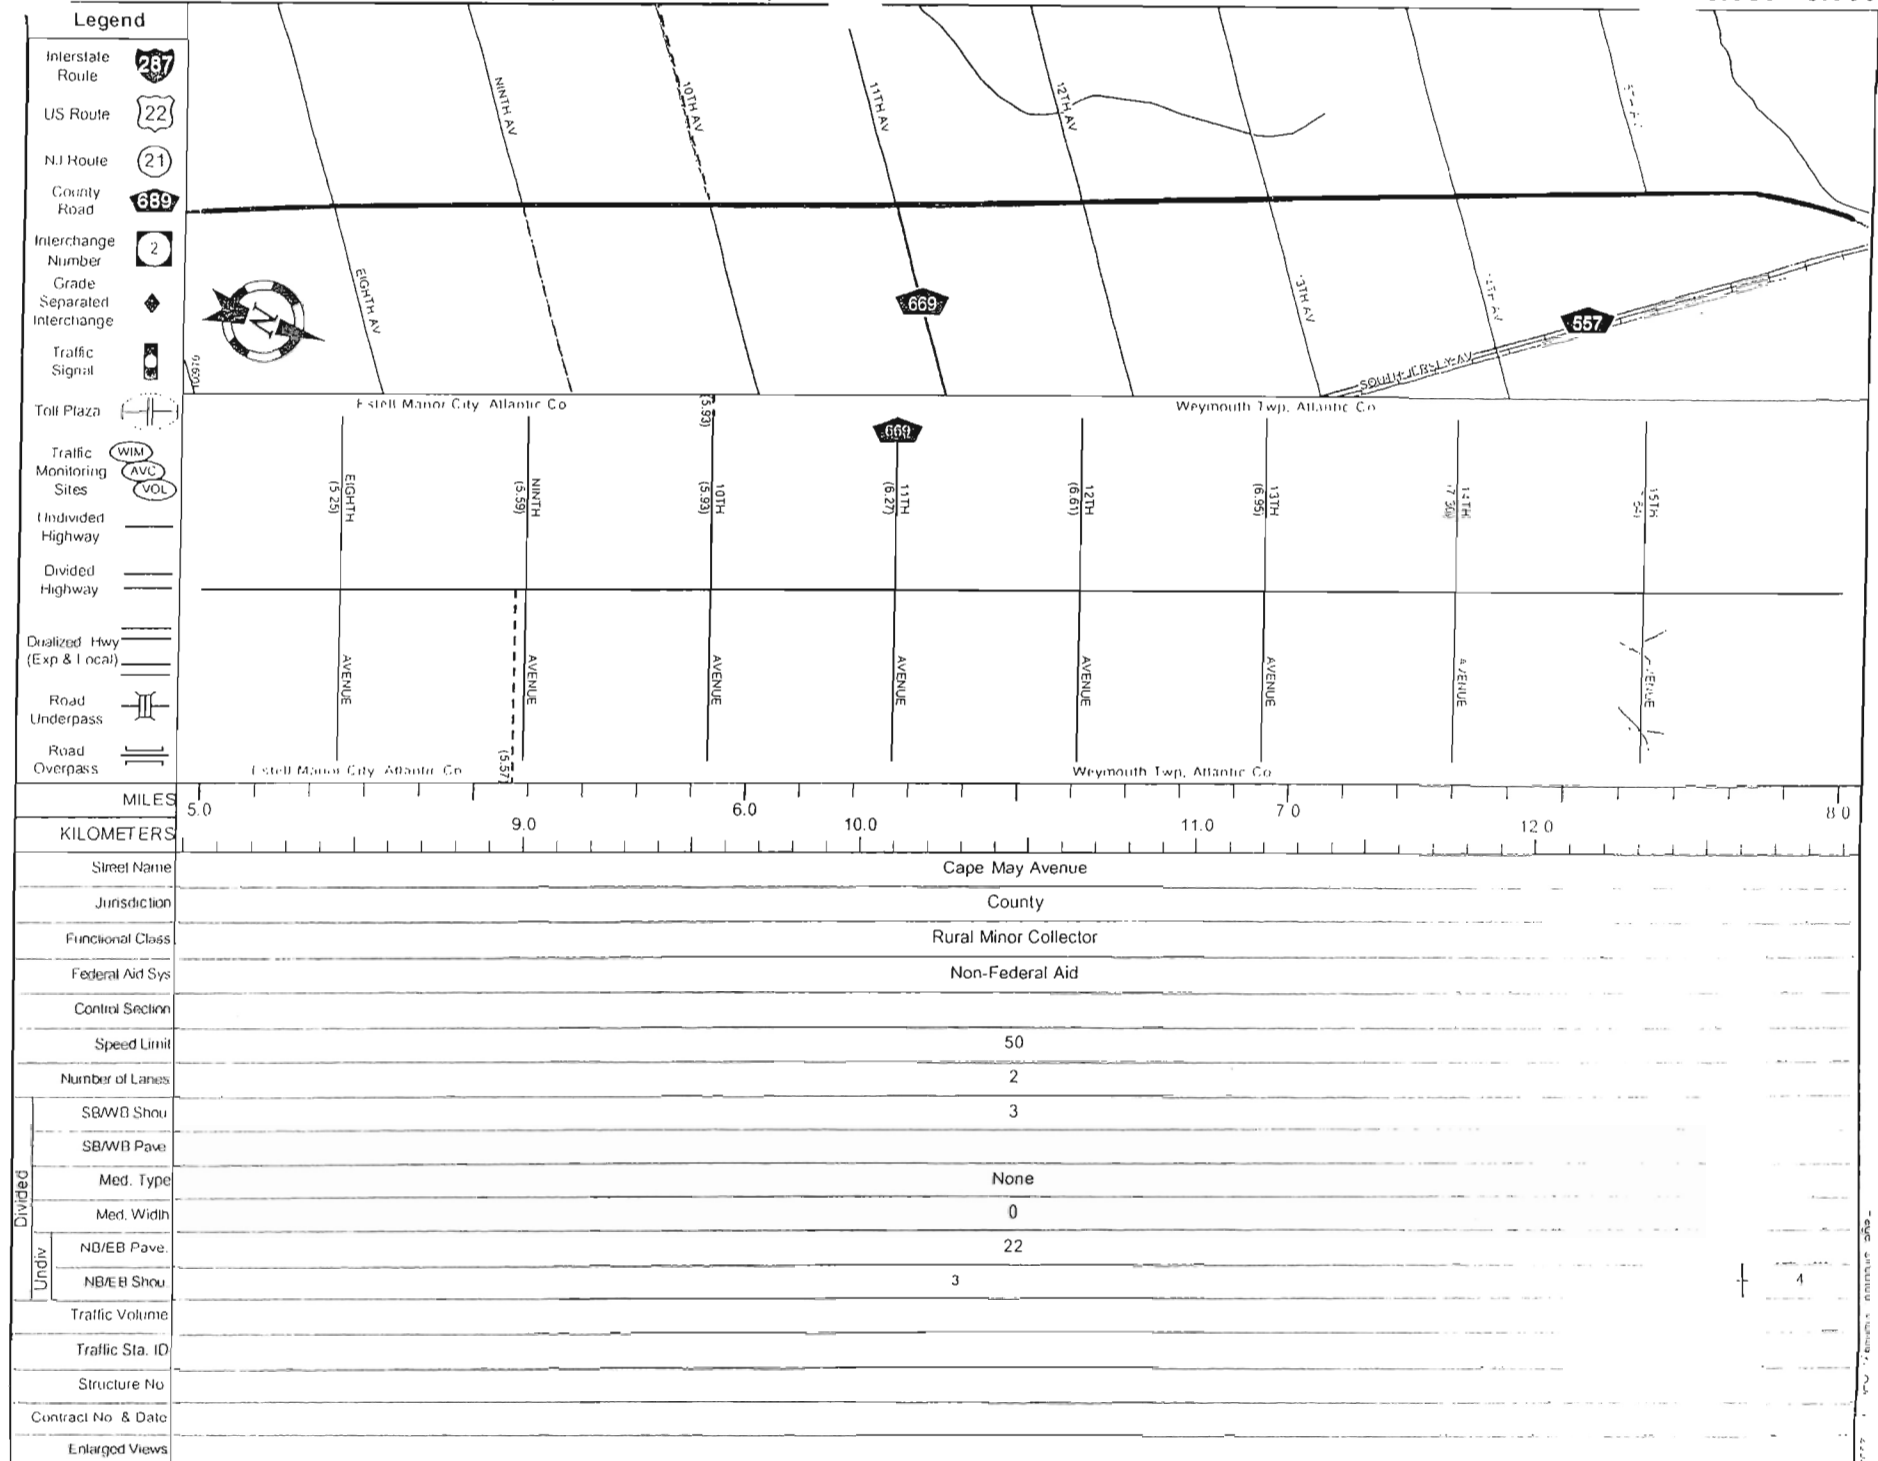 Legend
Interstate
Route
287
US Route
22
NJ Route
21
County
Road
689
Interchange
Number
2
Grade
Separated
Interchange
Traffic
Signal
Toll Plaza
Traffic
Monitoring
Sites
WIM
AVC
VOL
Undivided
Highway
Divided
Highway
Dualized Hwy
(Exp & Local)
Road
Underpass
Road
Overpass
NINTH AV
10TH AV
11TH AV
12TH AV
EIGHTH AV
N
669
13TH AV
557
SOUTH JERSEY AV
Estell Manor City, Atlantic Co
(5.93)
Weymouth Twp, Atlantic Co
669
EIGHTH
(5.25)
NINTH
(5.59)
10TH
(5.93)
11TH
(6.27)
12TH
(6.61)
13TH
(6.95)
14TH
15TH
AVENUE
AVENUE
AVENUE
AVENUE
AVENUE
AVENUE
AVENUE
AVENUE
Estell Manor City, Atlantic Co
(5.57)
Weymouth Twp, Atlantic Co
MILES
5.0
6.0
7.0
8.0
KILOMETERS
9.0
10.0
11.0
12.0
Street Name
Cape May Avenue
Jurisdiction
County
Functional Class
Rural Minor Collector
Federal Aid Sys
Non-Federal Aid
Control Section
Speed Limit
50
Number of Lanes
2
Divided
SB/WB Shou
3
SB/WB Pave
Med. Type
None
Med. Width
0
Undiv
NB/EB Pave.
22
NB/EB Shou.
3
4
Traffic Volume
Traffic Sta. ID
Structure No
Contract No & Date
Enlarged Views